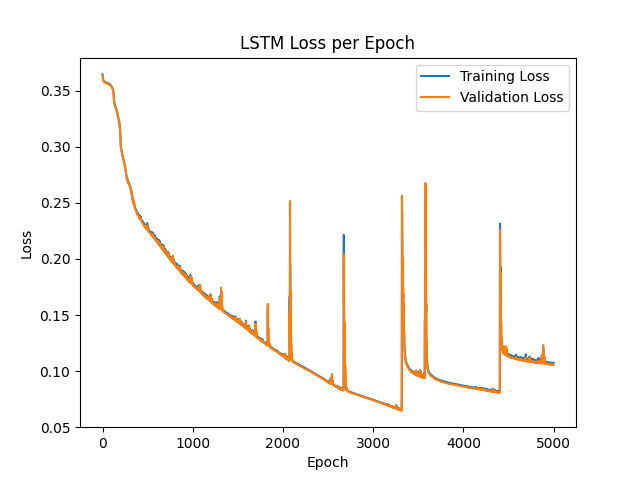 LSTM Loss per Epoch
Training Loss
Validation Loss
Loss
0.35
0.30
0.25
0.20
0.15
0.10
0.05
0
1000
2000
3000
4000
5000
Epoch